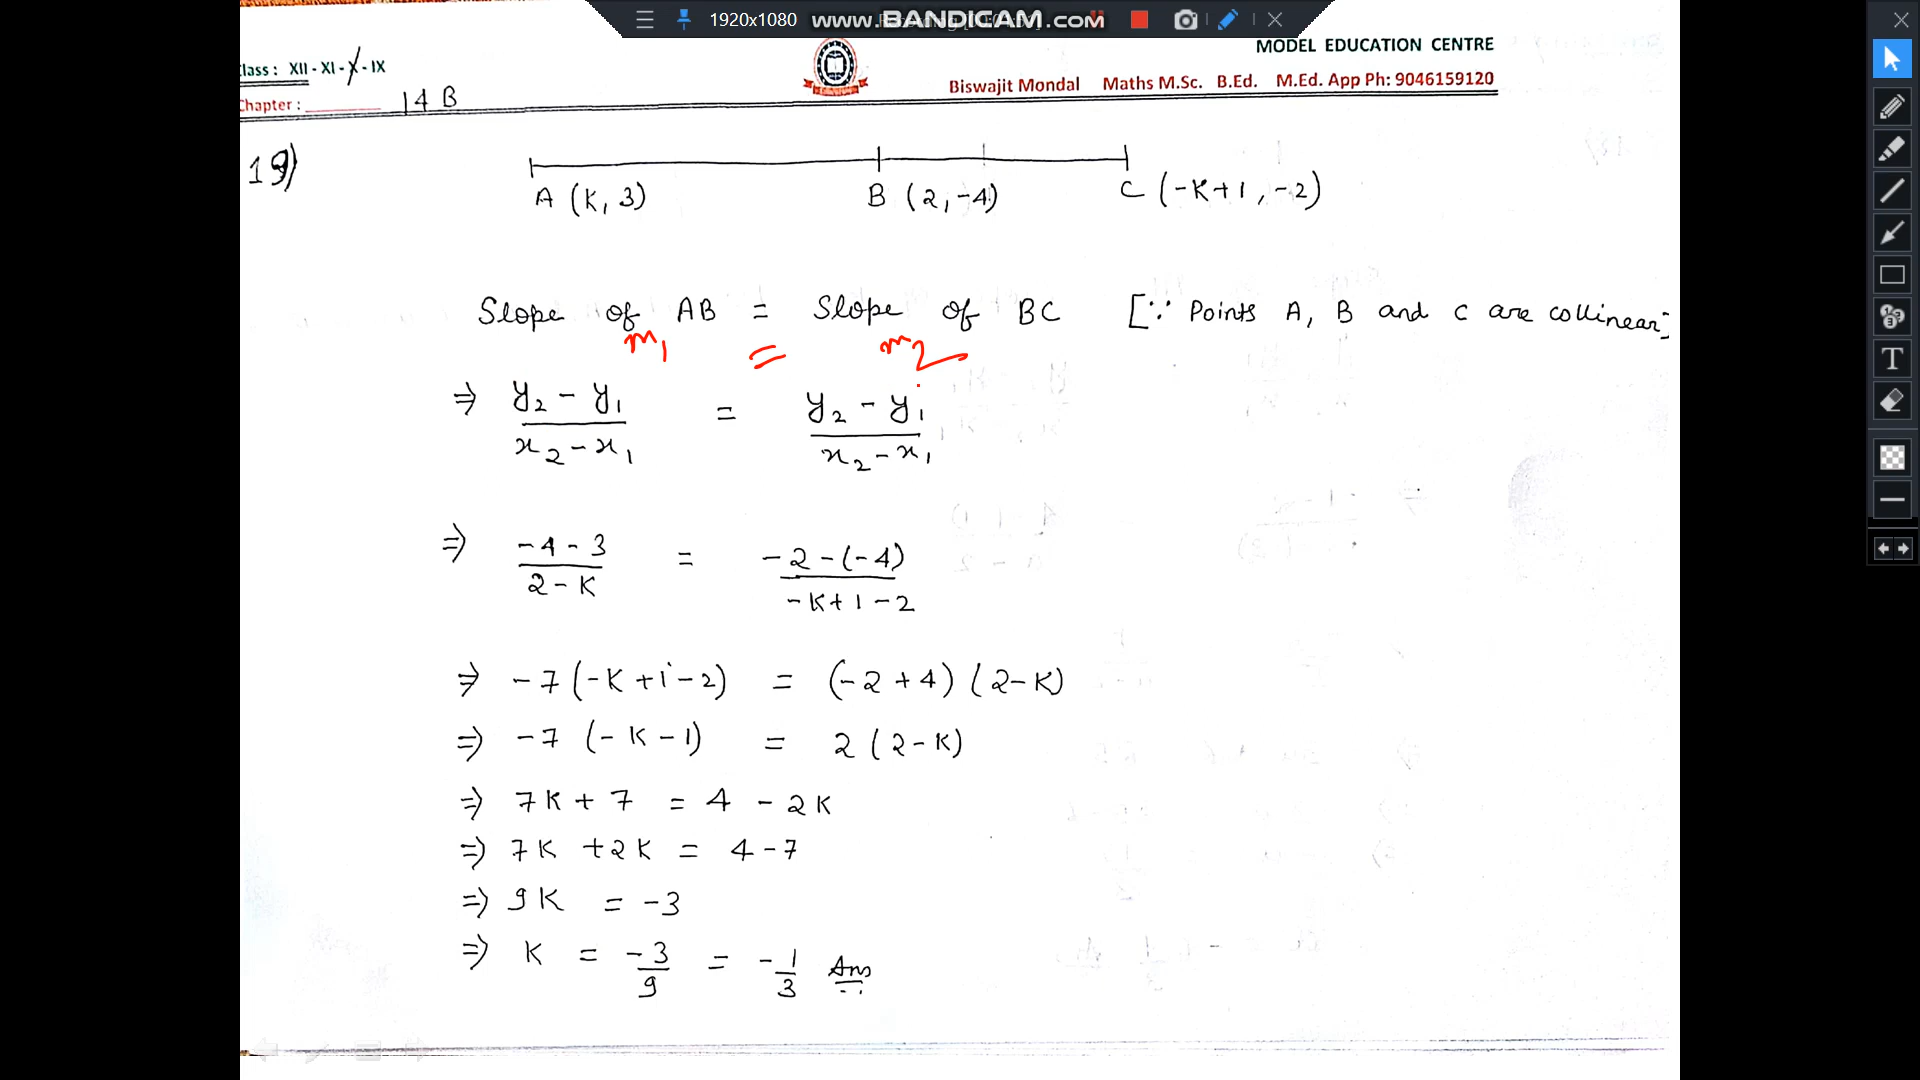 1920x1080 www.BANDICAM.com
MODEL EDUCATION CENTRE
lass : XII - XI - X - IX
Biswajit Mondal Maths M.Sc. B.Ed. M.Ed. App Ph: 9046159120
Chapter : 14 B
19)
A (K, 3) B (2, -4) C (-K+1, -2)
Slope of AB = Slope of BC [∵ Points A, B and C are collinear]
m₁ = m₂
⇒ (y₂ - y₁)/(x₂ - x₁) = (y₂ - y₁)/(x₂ - x₁)
⇒ (-4 - 3)/(2 - K) = (-2 - (-4))/(-K+1-2)
⇒ -7 (-K+1-2) = (-2+4) (2-K)
⇒ -7 (-K-1) = 2 (2-K)
⇒ 7K + 7 = 4 - 2K
⇒ 7K + 2K = 4 - 7
⇒ 9K = -3
⇒ K = -3/9 = -1/3 Ans
T